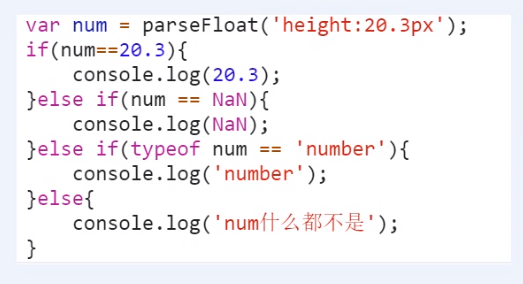 var num = parseFloat('height:20.3px');
if(num==20.3){
    console.log(20.3);
}else if(num == NaN){
    console.log(NaN);
}else if(typeof num == 'number'){
    console.log('number');
}else{
    console.log('num什么都不是');
}